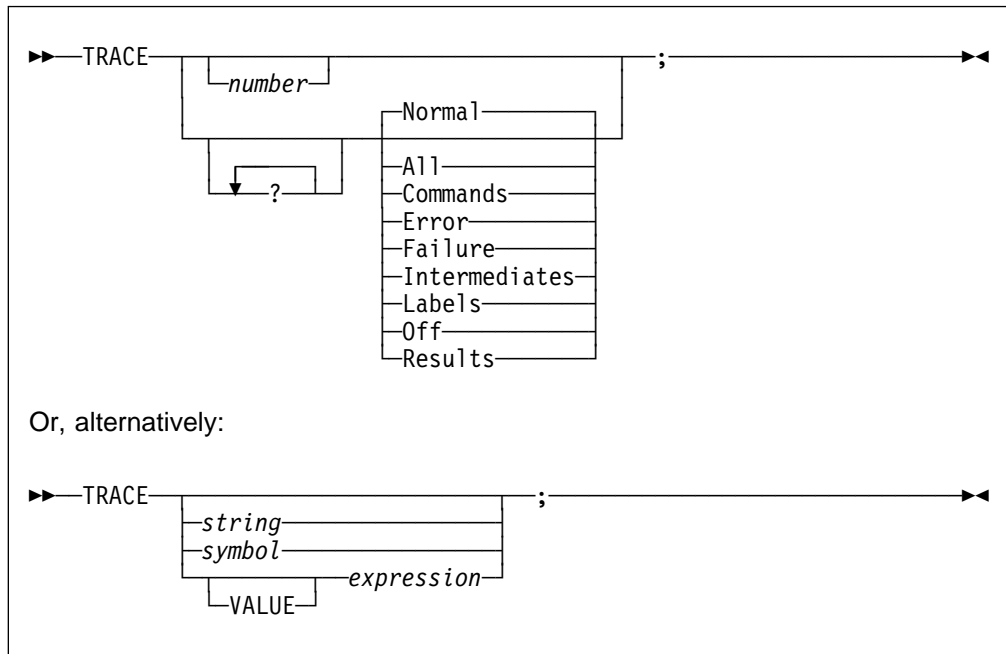 ►►──TRACE ;──►◄
number
Normal
All
Commands
?
Error
Failure
Intermediates
Labels
Off
Results
Or, alternatively:
►►──TRACE ;──►◄
string
symbol
expression
VALUE